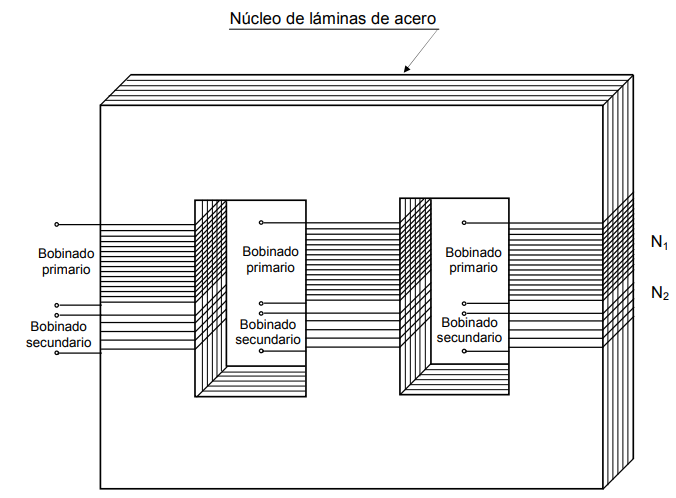 Núcleo de láminas de acero
Bobinado
primario
Bobinado
secundario
Bobinado
primario
Bobinado
secundario
Bobinado
primario
Bobinado
secundario
N₁
N₂